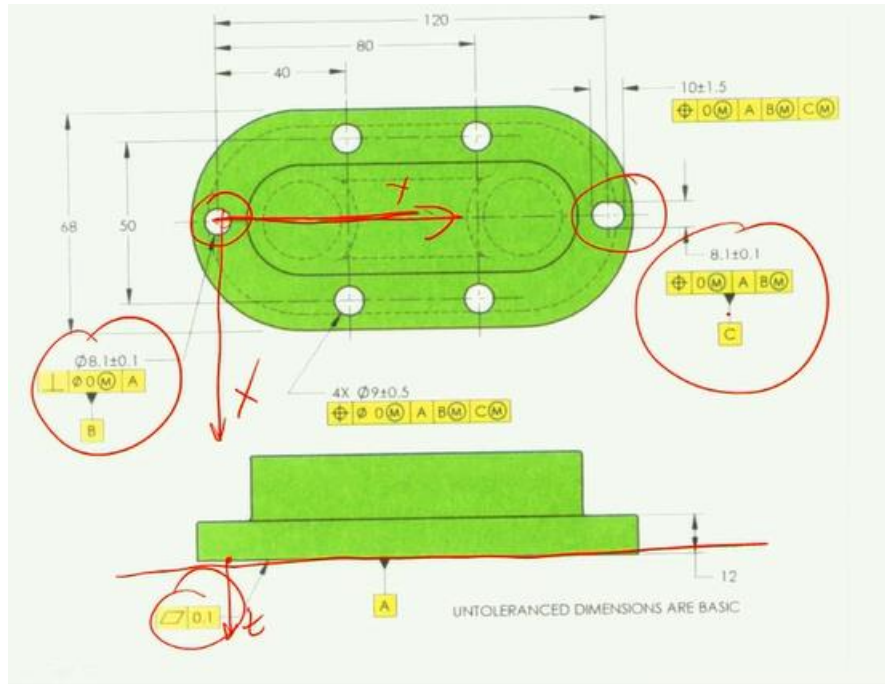 120
80
40
10±1.5
⌖ 0Ⓜ A BⓂ CⓂ
68
50
8.1±0.1
⌖ 0Ⓜ A BⓂ
C
Ø8.1±0.1
⊥ Ø 0Ⓜ A
B
4X Ø9±0.5
⌖ Ø 0Ⓜ A BⓂ CⓂ
X
12
⏥ 0.1
A
UNTOLERANCED DIMENSIONS ARE BASIC